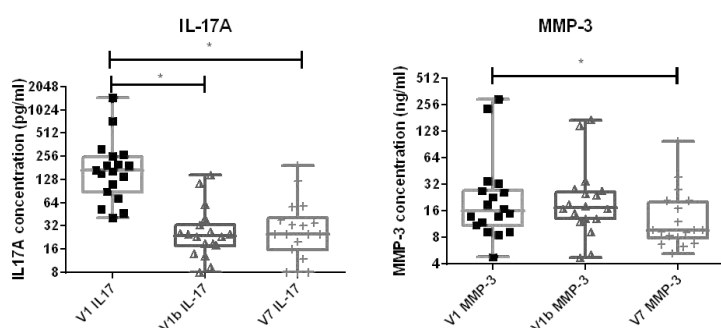 IL-17A
*
*
IL17A concentration (pg/ml)
2048
1024
512
256
128
64
32
16
8
V1 IL17
V1b IL-17
V7 IL-17
MMP-3
*
MMP-3 concentration (ng/ml)
512
256
128
64
32
16
8
4
V1 MMP-3
V1b MMP-3
V7 MMP-3